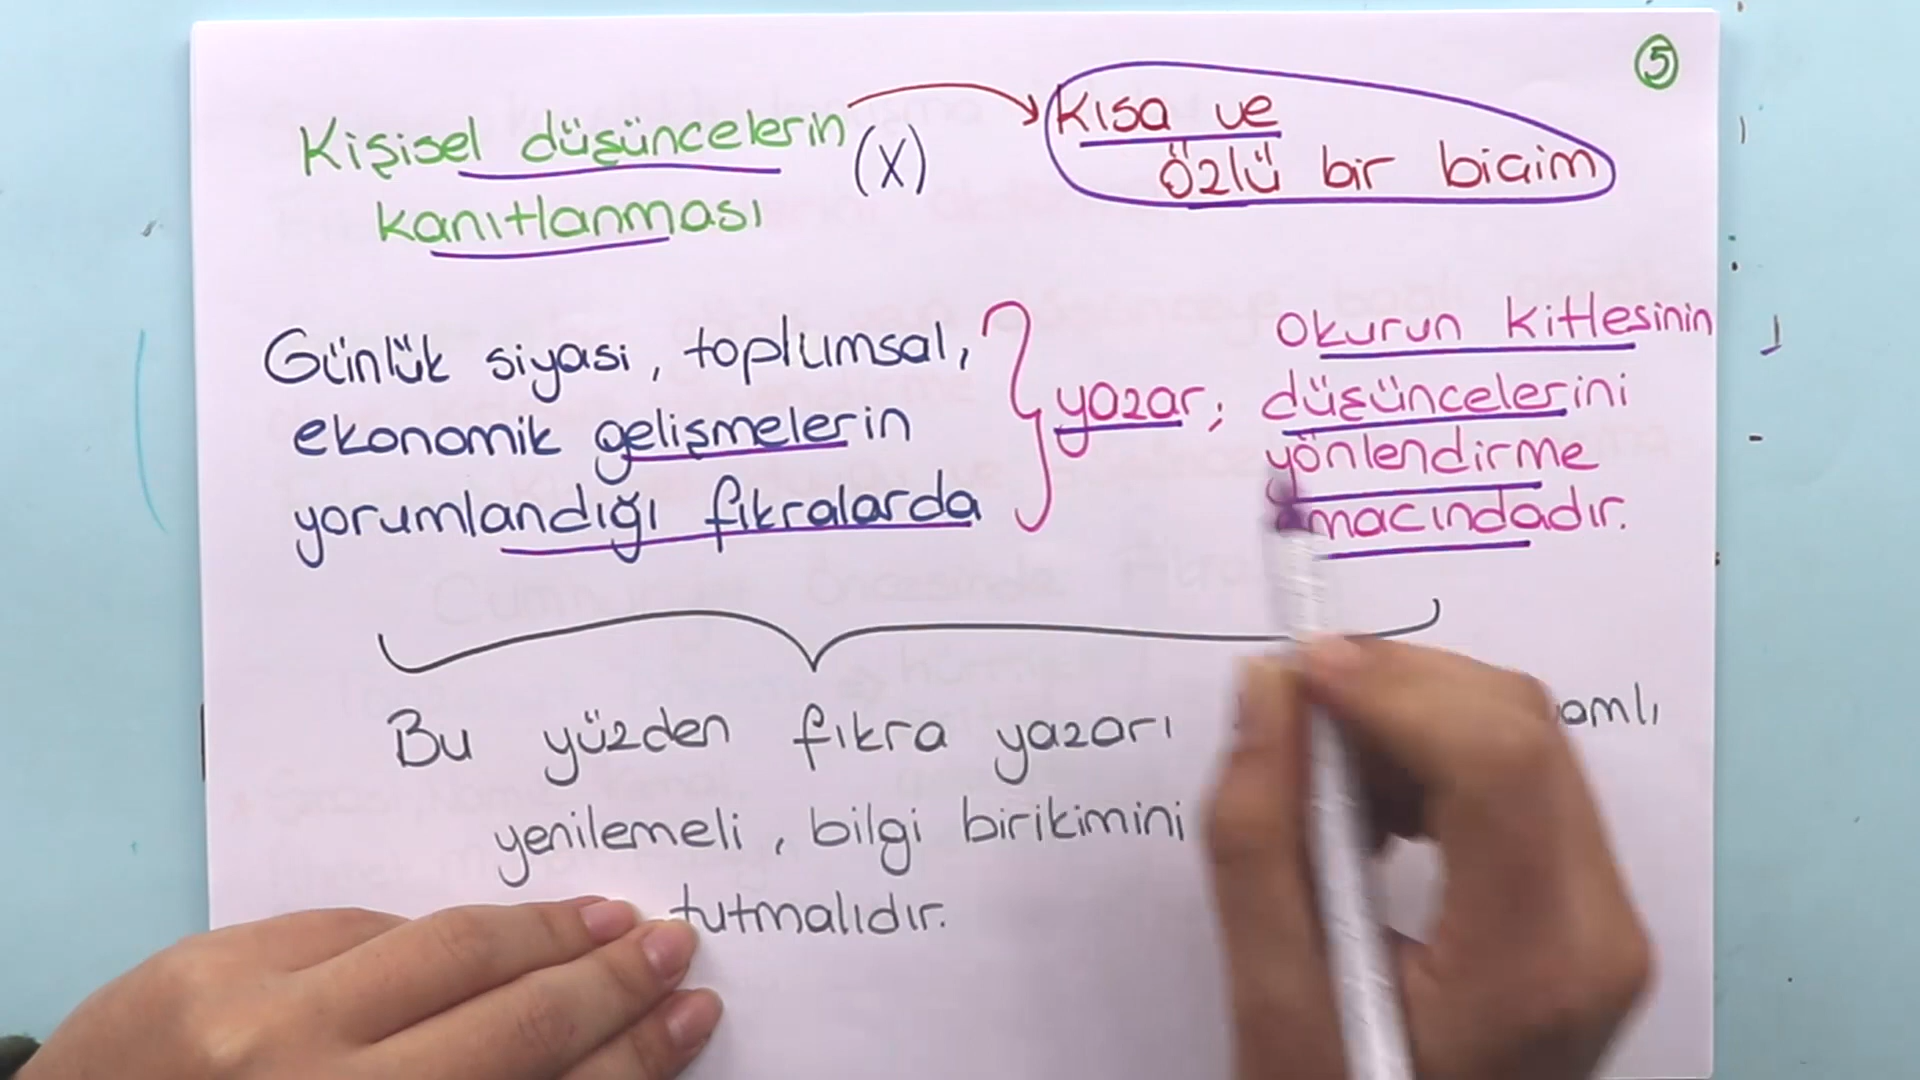 5
Kişisel düşüncelerin
kanıtlanması
(X)
Kısa ve
özlü bir biçim
Günlük siyasi, toplumsal,
ekonomik gelişmelerin
yorumlandığı fıkralarda
yazar;
Okurun kitlesinin
düşüncelerini
yönlendirme
amacındadır.
Bu yüzden fıkra yazarı
yenilemeli, bilgi birikimini
tutmalıdır.